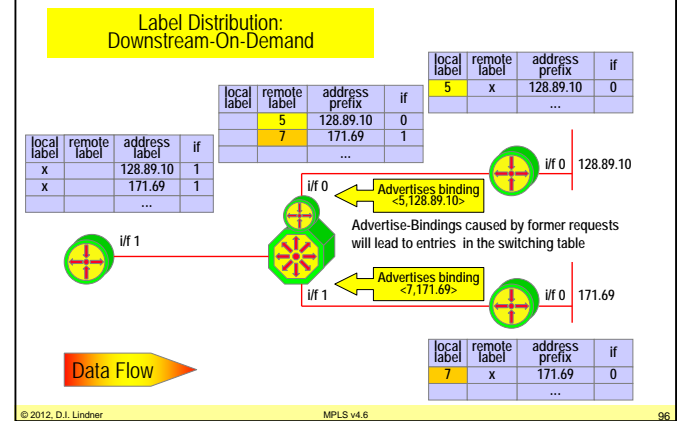 Label Distribution:
Downstream-On-Demand
local label remote label address prefix if
5 x 128.89.10 0
...
local label remote label address prefix if
5 128.89.10 0
7 171.69 1
...
local label remote label address label if
x 128.89.10 1
x 171.69 1
...
i/f 0 128.89.10
i/f 0
Advertises binding
<5,128.89.10>
Advertise-Bindings caused by former requests
will lead to entries in the switching table
i/f 1
Advertises binding
<7,171.69>
i/f 1
i/f 0 171.69
local label remote label address prefix if
7 x 171.69 0
...
Data Flow
© 2012, D.I. Lindner MPLS v4.6 96